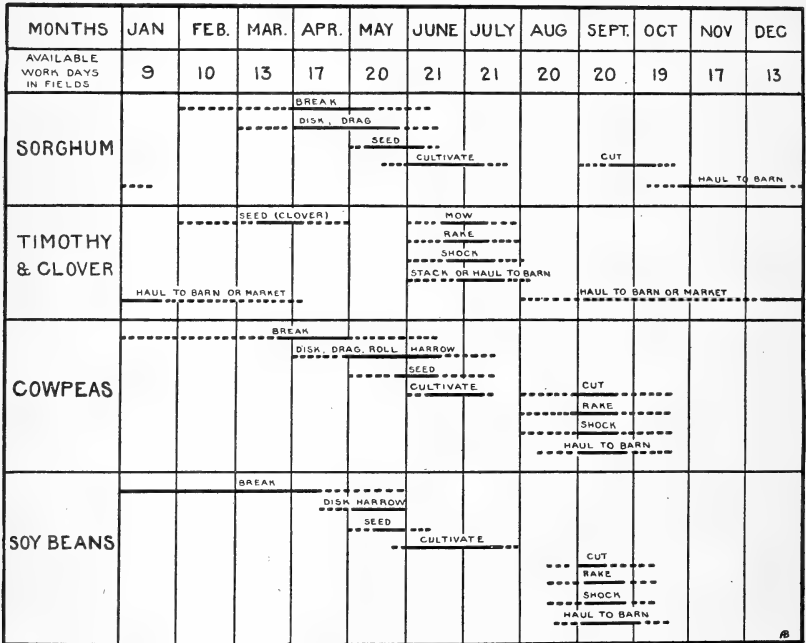 MONTHS JAN FEB. MAR. APR. MAY JUNE JULY AUG SEPT. OCT NOV DEC
AVAILABLE
WORK DAYS
IN FIELDS
9 10 13 17 20 21 21 20 20 19 17 13
SORGHUM
BREAK
DISK, DRAG
SEED
CULTIVATE CUT
HAUL TO BARN
TIMOTHY
& CLOVER
SEED (CLOVER) MOW
RAKE
SHOCK
STACK OR HAUL TO BARN
HAUL TO BARN OR MARKET HAUL TO BARN OR MARKET
COWPEAS
BREAK
DISK, DRAG, ROLL HARROW
SEED
CULTIVATE CUT
RAKE
SHOCK
HAUL TO BARN
SOY BEANS
BREAK
DISK HARROW
SEED
CULTIVATE
CUT
RAKE
SHOCK
HAUL TO BARN